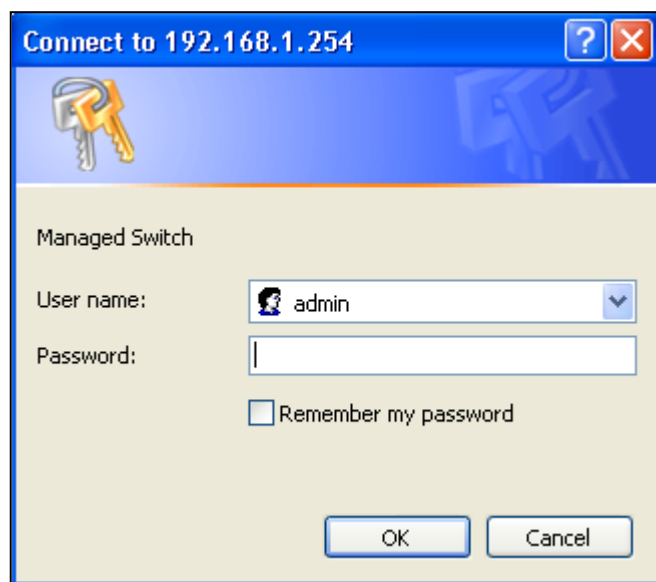 Connect to 192.168.1.254
?
Managed Switch
User name:
admin
Password:
Remember my password
OK
Cancel